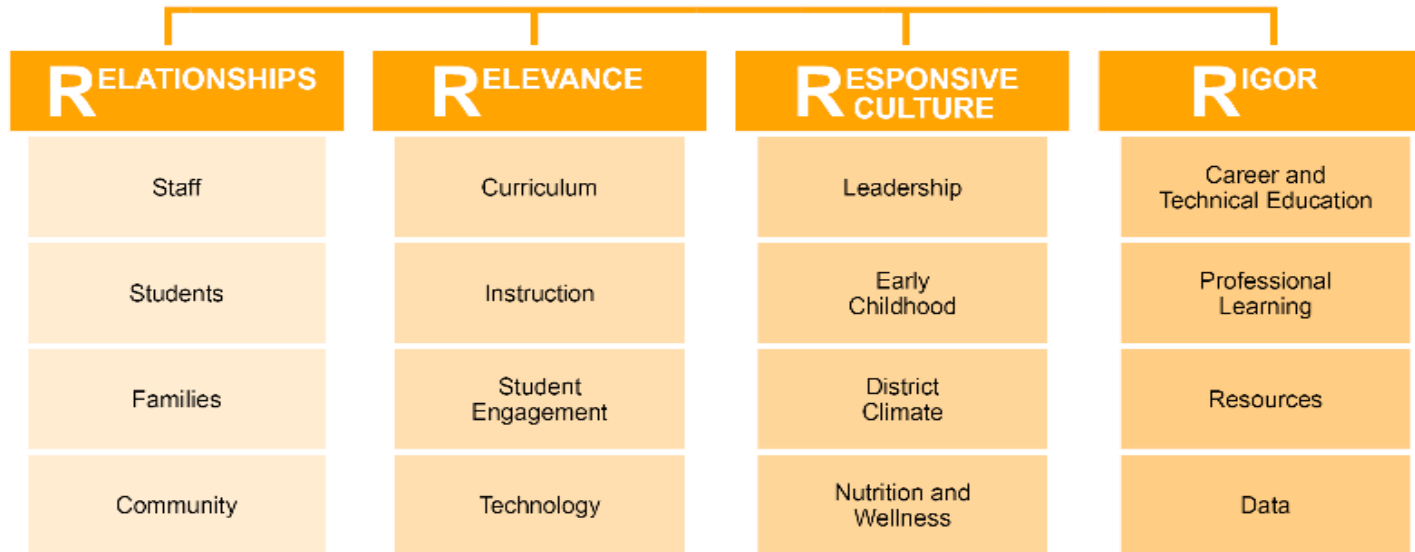 RELATIONSHIPS
Staff
Students
Families
Community
RELEVANCE
Curriculum
Instruction
Student
Engagement
Technology
RESPONSIVE
CULTURE
Leadership
Early
Childhood
District
Climate
Nutrition and
Wellness
RIGOR
Career and
Technical Education
Professional
Learning
Resources
Data